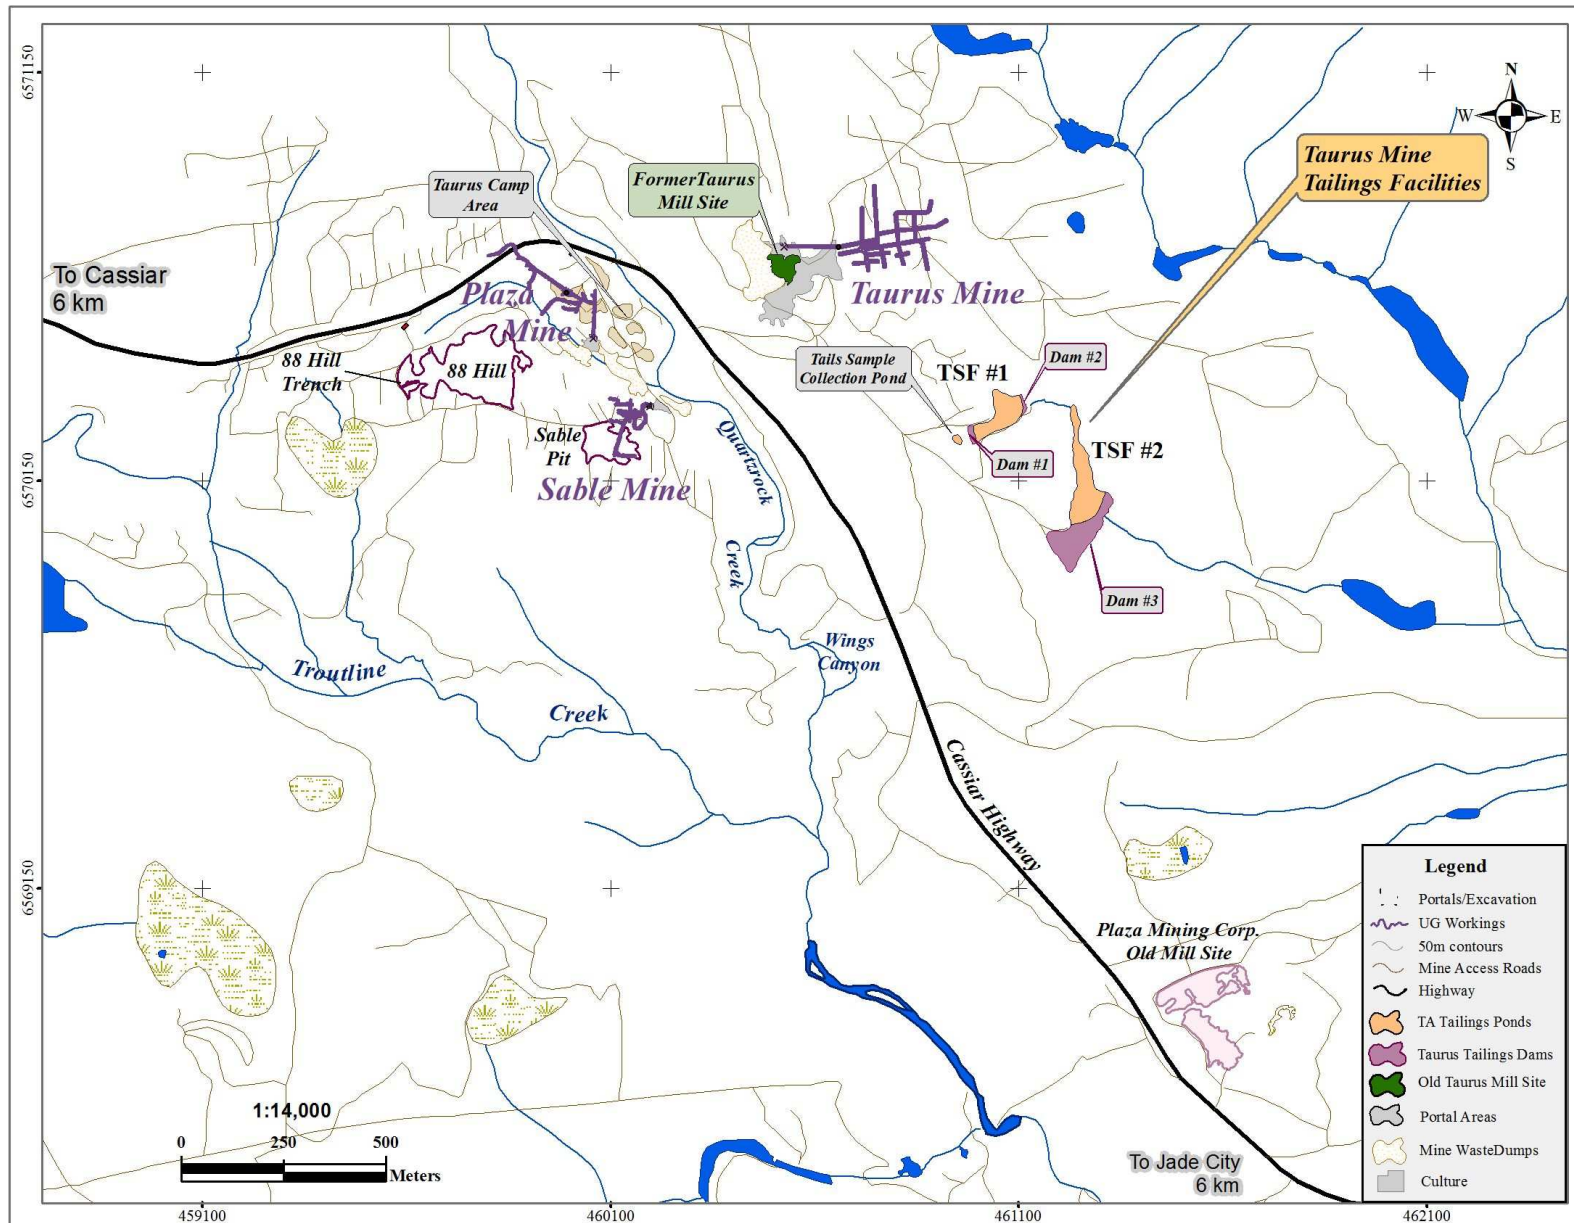 6571150
N
W
E
S
Taurus Mine
Tailings Facilities
Taurus Camp
Area
FormerTaurus
Mill Site
To Cassiar
6 km
Plaza
Mine
Taurus Mine
88 Hill
Trench
88 Hill
Tails Sample
Collection Pond
TSF #1
Dam #2
Sable
Pit
Dam #1
TSF #2
6570150
Sable Mine
Quartzrock
Creek
Dam #3
Wings
Canyon
Troutline
Creek
Cassiar Highway
6569150
Plaza Mining Corp.
Old Mill Site
Legend
Portals/Excavation
UG Workings
50m contours
Mine Access Roads
Highway
TA Tailings Ponds
Taurus Tailings Dams
Old Taurus Mill Site
Portal Areas
Mine WasteDumps
Culture
1:14,000
0 250 500
Meters
To Jade City
6 km
459100 460100 461100 462100